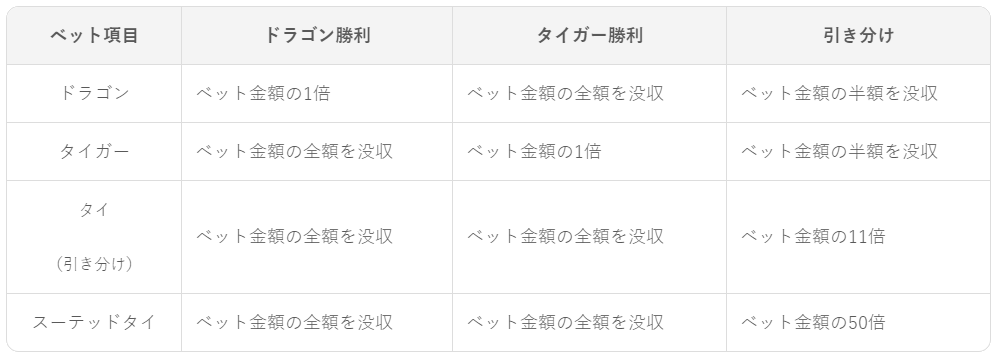 ベット項目 ドラゴン勝利 タイガー勝利 引き分け
ドラゴン ベット金額の1倍 ベット金額の全額を没収 ベット金額の半額を没収
タイガー ベット金額の全額を没収 ベット金額の1倍 ベット金額の半額を没収
タイ
（引き分け） ベット金額の全額を没収 ベット金額の全額を没収 ベット金額の11倍
スーテッドタイ ベット金額の全額を没収 ベット金額の全額を没収 ベット金額の50倍